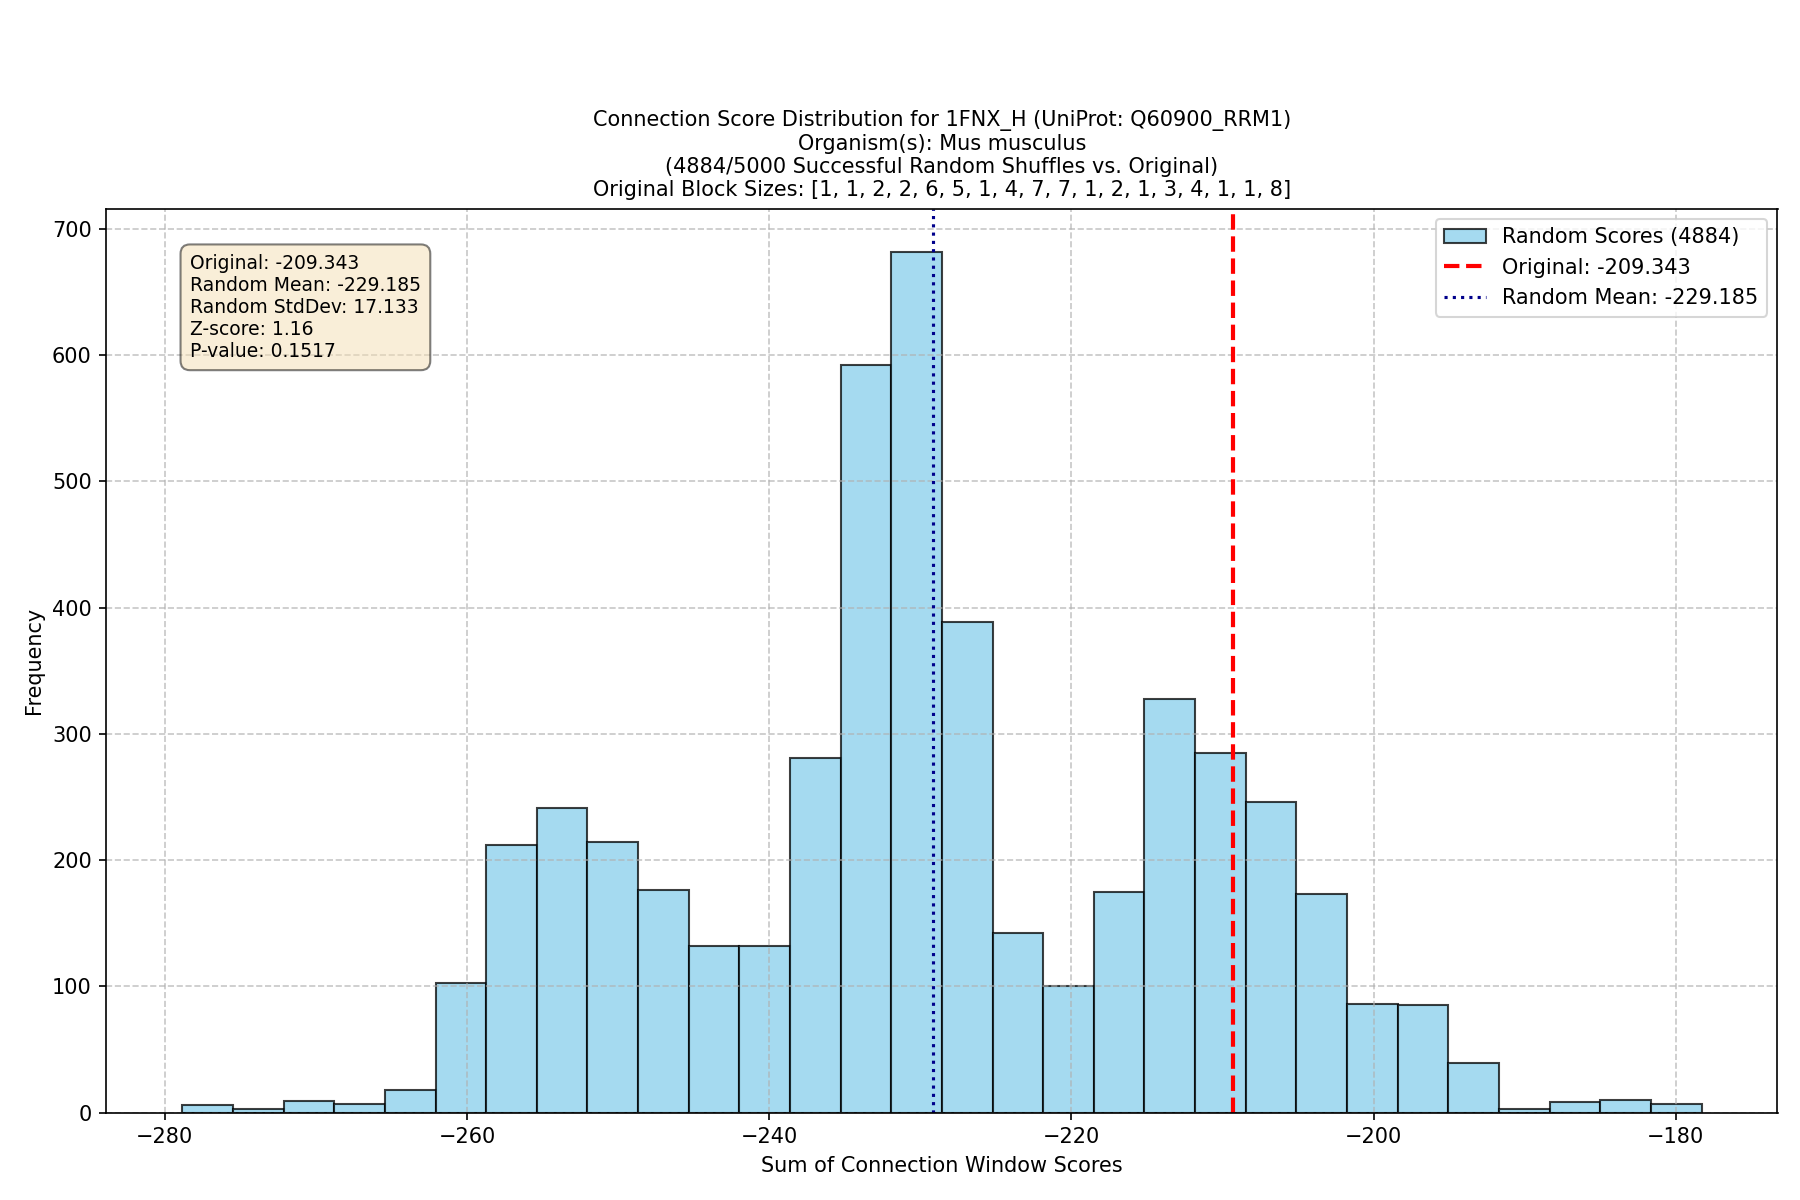 Connection Score Distribution for 1FNX_H (UniProt: Q60900_RRM1)
Organism(s): Mus musculus
(4884/5000 Successful Random Shuffles vs. Original)
Original Block Sizes: [1, 1, 2, 2, 6, 5, 1, 4, 7, 7, 1, 2, 1, 3, 4, 1, 1, 8]
Original: -209.343
Random Mean: -229.185
Random StdDev: 17.133
Z-score: 1.16
P-value: 0.1517
Random Scores (4884)
Original: -209.343
Random Mean: -229.185
Frequency
700
600
500
400
300
200
100
0
−280 −260 −240 −220 −200 −180
Sum of Connection Window Scores